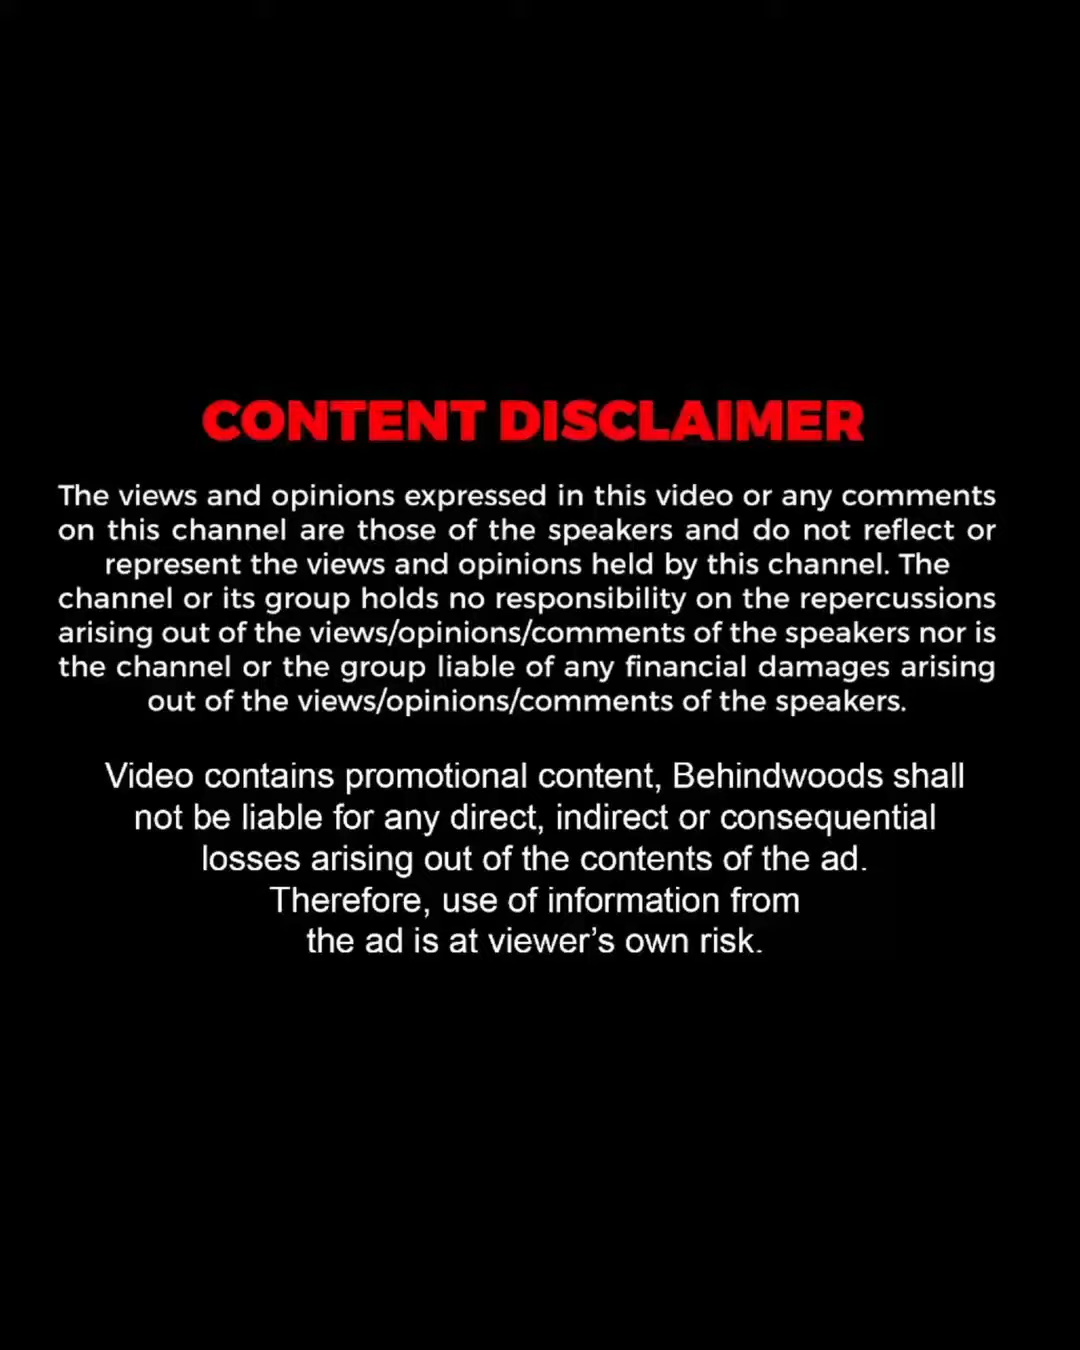 CONTENT DISCLAIMER
The views and opinions expressed in this video or any comments
on this channel are those of the speakers and do not reflect or
represent the views and opinions held by this channel. The
channel or its group holds no responsibility on the repercussions
arising out of the views/opinions/comments of the speakers nor is
the channel or the group liable of any financial damages arising
out of the views/opinions/comments of the speakers.
Video contains promotional content, Behindwoods shall
not be liable for any direct, indirect or consequential
losses arising out of the contents of the ad.
Therefore, use of information from
the ad is at viewer’s own risk.